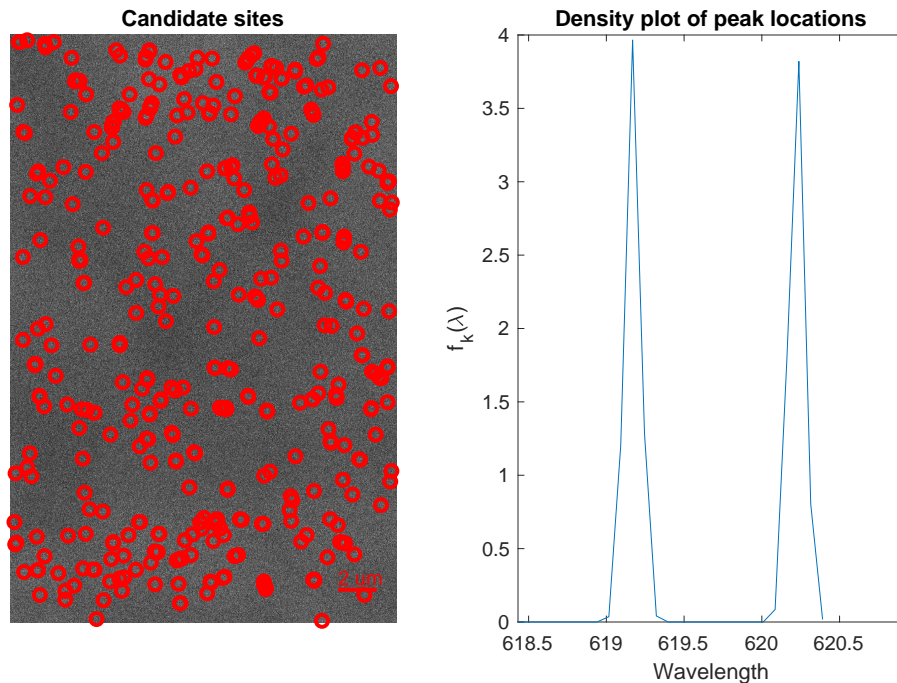 Candidate sites
2 um
Density plot of peak locations
4
3.5
3
2.5
2
1.5
1
0.5
0
f_k(λ)
618.5 619 619.5 620 620.5
Wavelength